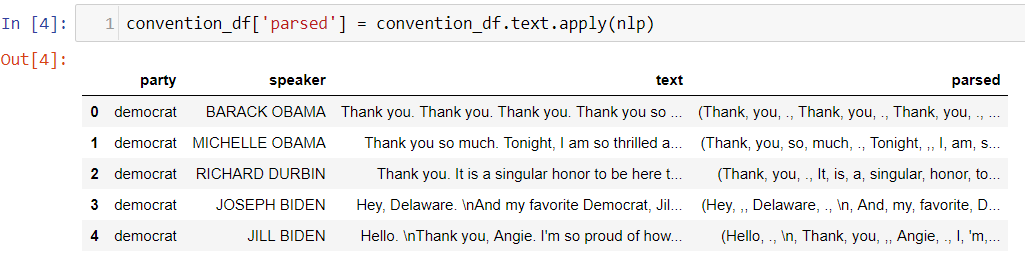 In [4]: 1 convention_df['parsed'] = convention_df.text.apply(nlp)
Out[4]:
party speaker text parsed
0 democrat BARACK OBAMA Thank you. Thank you. Thank you. Thank you so ... (Thank, you, ., Thank, you, ., Thank, you, ., ...
1 democrat MICHELLE OBAMA Thank you so much. Tonight, I am so thrilled a... (Thank, you, so, much, ., Tonight, ,, I, am, s...
2 democrat RICHARD DURBIN Thank you. It is a singular honor to be here t... (Thank, you, ., It, is, a, singular, honor, to...
3 democrat JOSEPH BIDEN Hey, Delaware. \nAnd my favorite Democrat, Jil... (Hey, ,, Delaware, ., \n, And, my, favorite, D...
4 democrat JILL BIDEN Hello. \nThank you, Angie. I'm so proud of how... (Hello, ., \n, Thank, you, ,, Angie, ., I, 'm,...